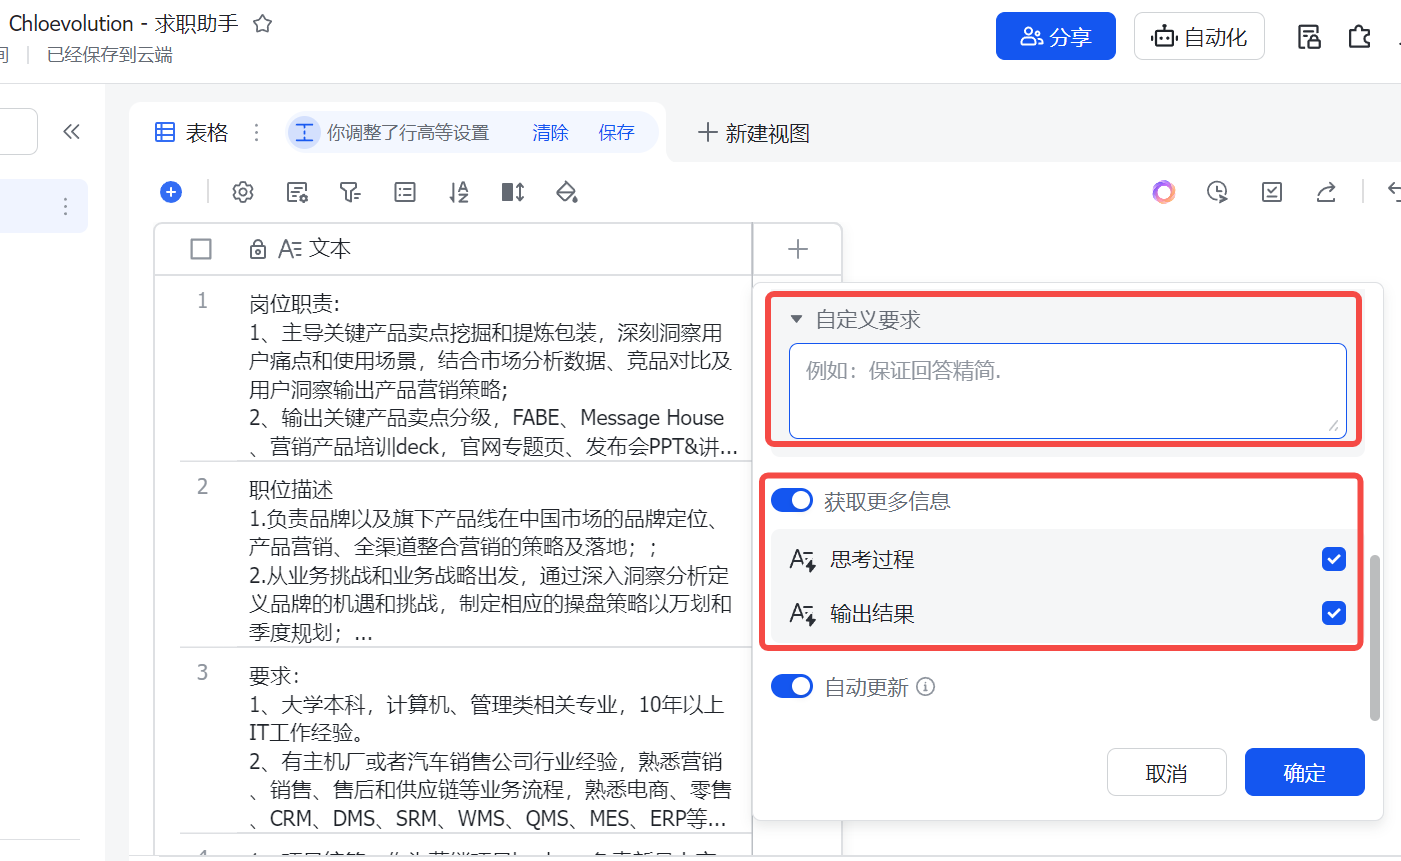 Chloevolution - 求职助手
间
已经保存到云端
分享
自动化
表格
你调整了行高等设置
清除
保存
新建视图
文本
1
岗位职责:
1、主导关键产品卖点挖掘和提炼包装，深刻洞察用
户痛点和使用场景，结合市场分析数据、竞品对比及
用户洞察输出产品营销策略;
2、输出关键产品卖点分级，FABE、Message House
、营销产品培训deck，官网专题页、发布会PPT&讲...
2
职位描述
1.负责品牌以及旗下产品线在中国市场的品牌定位、
产品营销、全渠道整合营销的策略及落地；；
2.从业务挑战和业务战略出发，通过深入洞察分析定
义品牌的机遇和挑战，制定相应的操盘策略以万划和
季度规划；...
3
要求:
1、大学本科，计算机、管理类相关专业，10年以上
IT工作经验。
2、有主机厂或者汽车销售公司行业经验，熟悉营销
、销售、售后和供应链等业务流程，熟悉电商、零售
、CRM、DMS、SRM、WMS、QMS、MES、ERP等...
自定义要求
例如：保证回答精简.
获取更多信息
思考过程
输出结果
自动更新
取消
确定